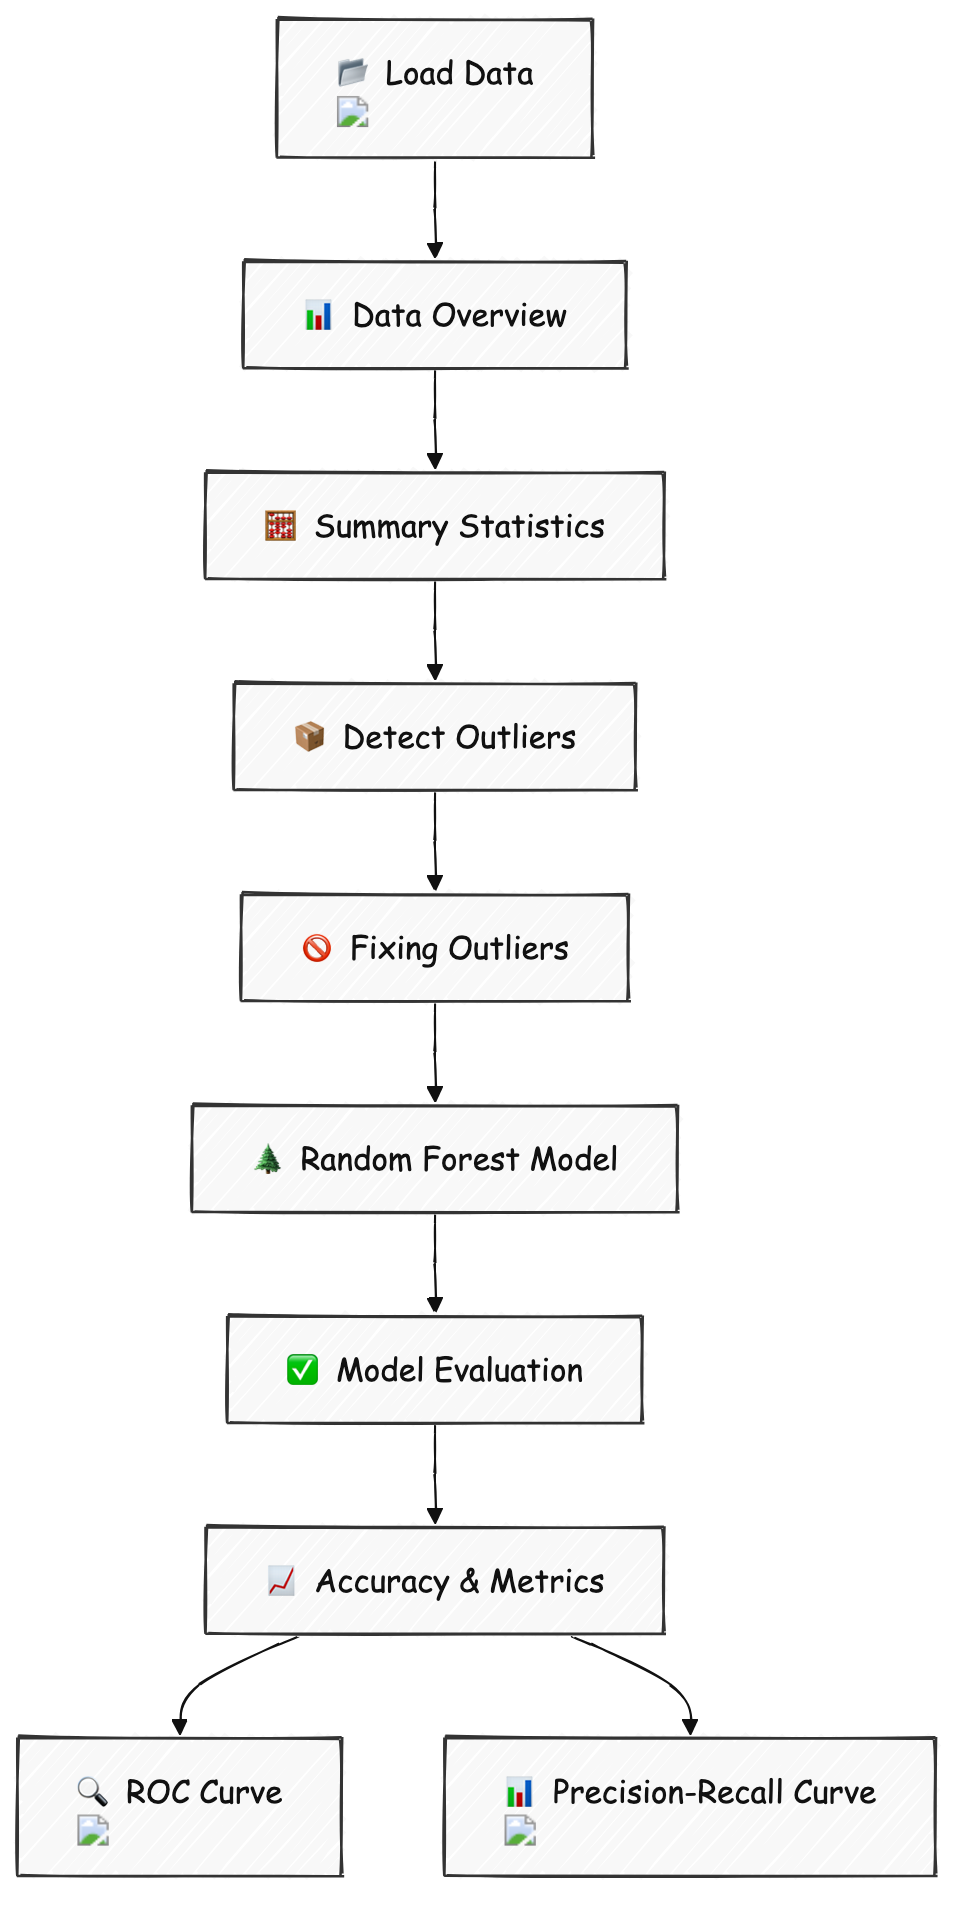 Load Data
Data Overview
Summary Statistics
Detect Outliers
Fixing Outliers
Random Forest Model
Model Evaluation
Accuracy & Metrics
ROC Curve
Precision-Recall Curve